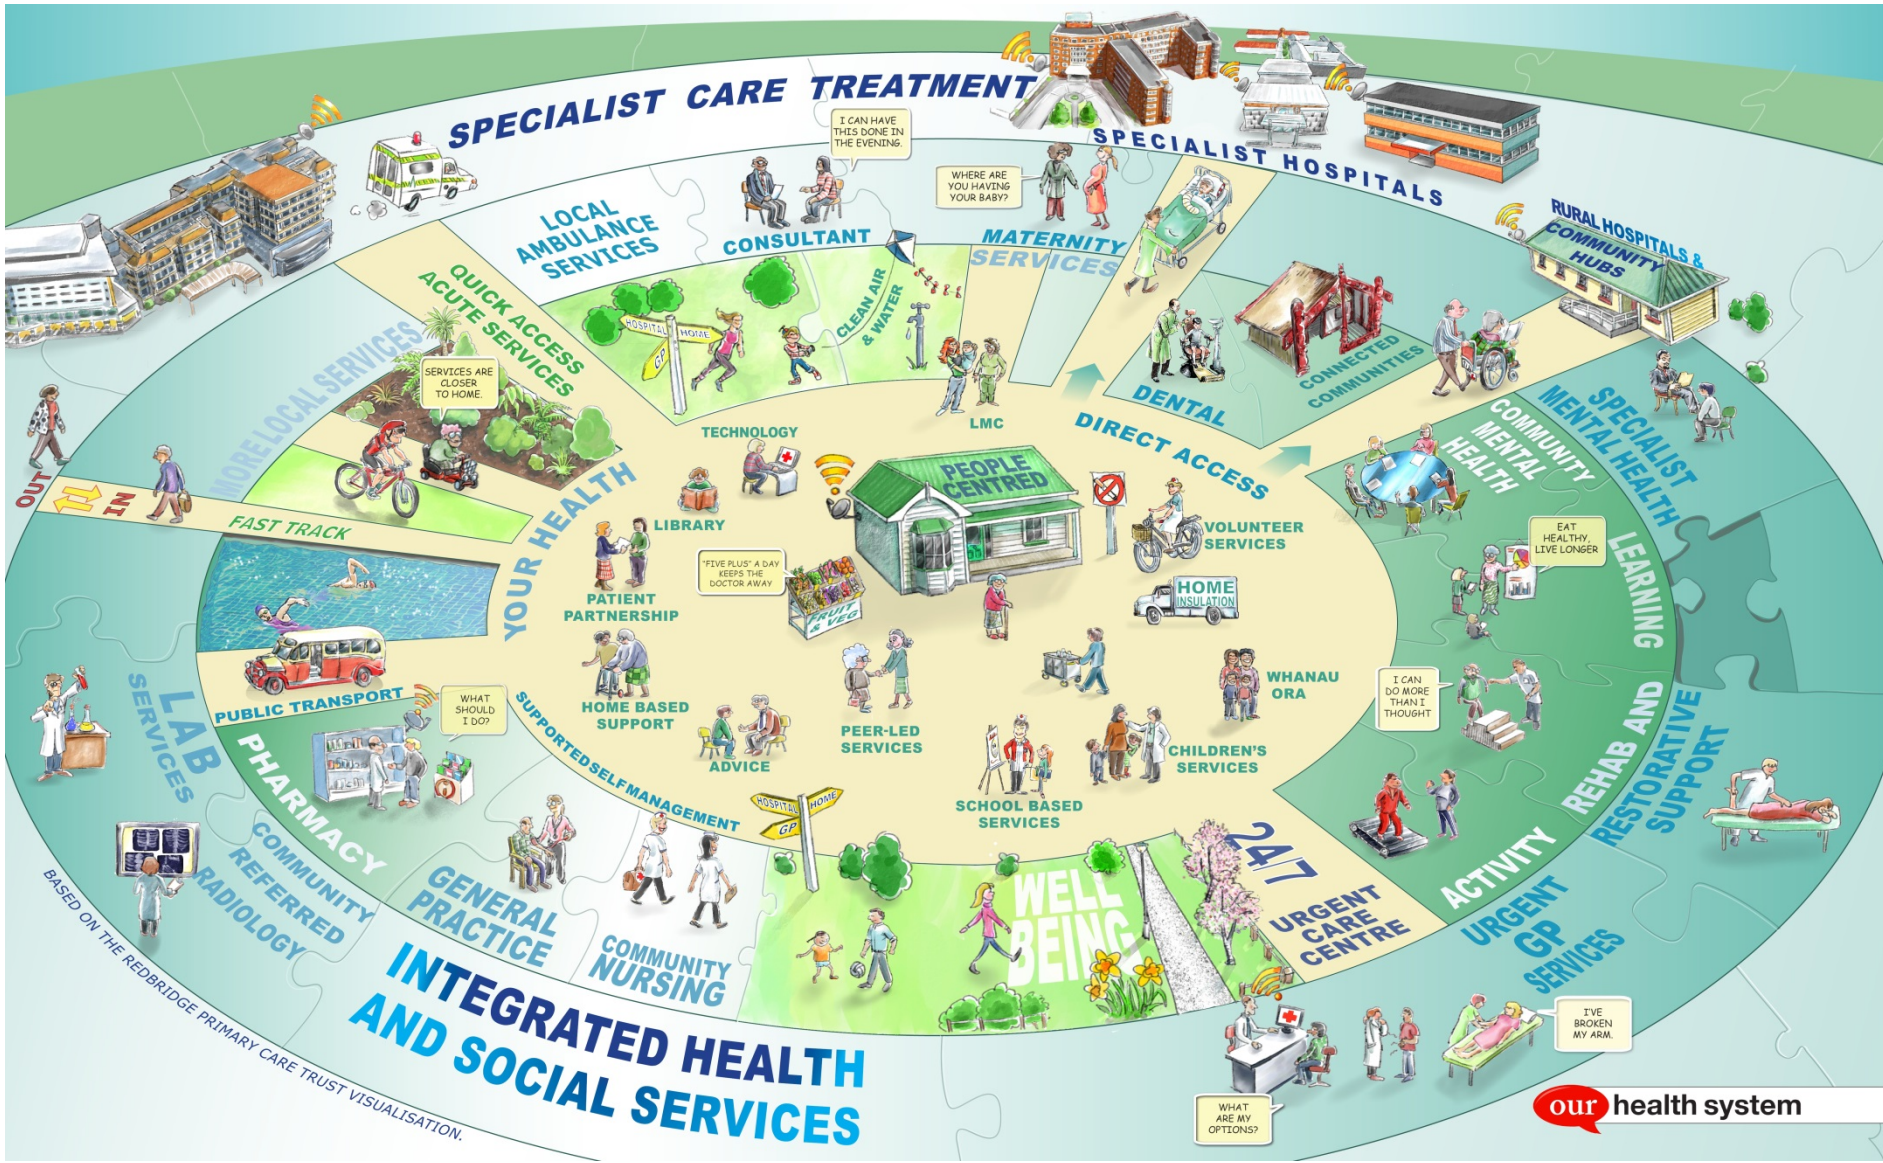 SPECIALIST CARE TREATMENT
SPECIALIST HOSPITALS
RURAL HOSPITALS &
COMMUNITY
HUBS
I CAN HAVE
THIS DONE IN
THE EVENING.
WHERE ARE
YOU HAVING
YOUR BABY?
LOCAL
AMBULANCE
SERVICES
CONSULTANT
MATERNITY
SERVICES
QUICK ACCESS
ACUTE SERVICES
HOSPITAL
HOME
GP
CLEAN AIR
& WATER
MORE LOCAL SERVICES
SERVICES ARE
CLOSER
TO HOME.
DENTAL
CONNECTED
COMMUNITIES
DIRECT ACCESS
SPECIALIST
MENTAL HEALTH
COMMUNITY
MENTAL
HEALTH
OUT
IN
FAST TRACK
YOUR HEALTH
TECHNOLOGY
LMC
LIBRARY
PEOPLE
CENTRED
VOLUNTEER
SERVICES
"FIVE PLUS" A DAY
KEEPS THE
DOCTOR AWAY
FRUIT
& VEG
PATIENT
PARTNERSHIP
HOME
INSULATION
EAT
HEALTHY,
LIVE LONGER
LEARNING
HOME BASED
SUPPORT
PEER-LED
SERVICES
WHANAU
ORA
ADVICE
CHILDREN'S
SERVICES
SCHOOL BASED
SERVICES
I CAN
DO MORE
THAN I
THOUGHT
REHAB AND
ACTIVITY
RESTORATIVE
SUPPORT
PUBLIC TRANSPORT
WHAT
SHOULD
I DO?
SUPPORTED SELF MANAGEMENT
LAB
SERVICES
PHARMACY
HOSPITAL
HOME
GP
COMMUNITY
REFERRED
RADIOLOGY
GENERAL
PRACTICE
COMMUNITY
NURSING
WELL
BEING
24/7
URGENT
CARE
CENTRE
URGENT
GP
SERVICES
I'VE
BROKEN
MY ARM.
WHAT
ARE MY
OPTIONS?
INTEGRATED HEALTH
AND SOCIAL SERVICES
BASED ON THE REDBRIDGE PRIMARY CARE TRUST VISUALISATION.
our health system